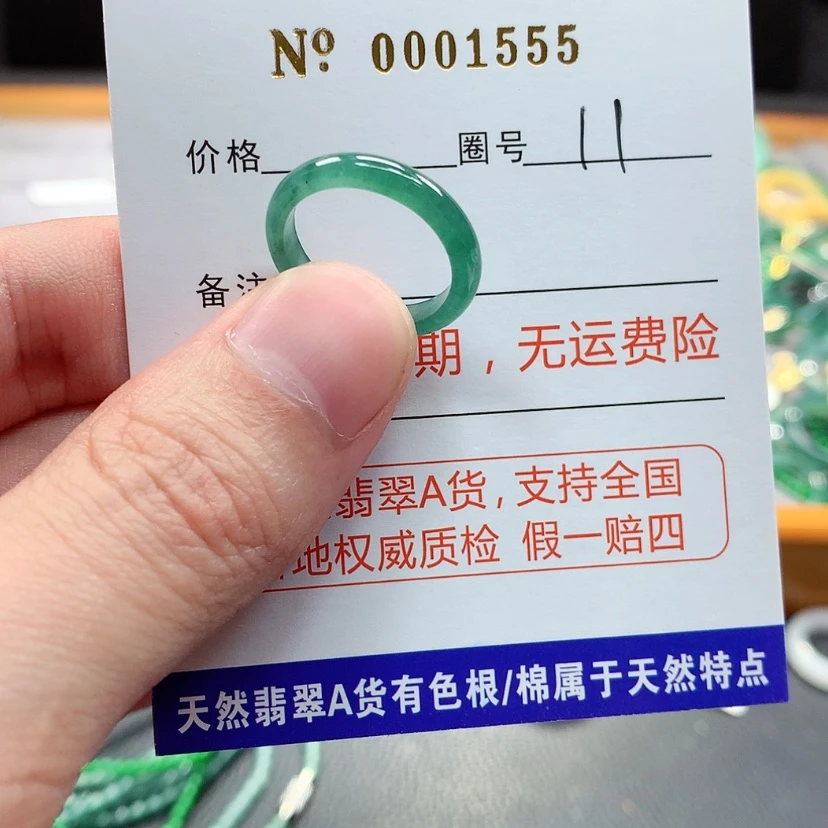 Nº 0001555
价格 圈号 11
备注
期，无运费险
翡翠A货，支持全国
地权威质检 假一赔四
天然翡翠A货有色根/棉属于天然特点